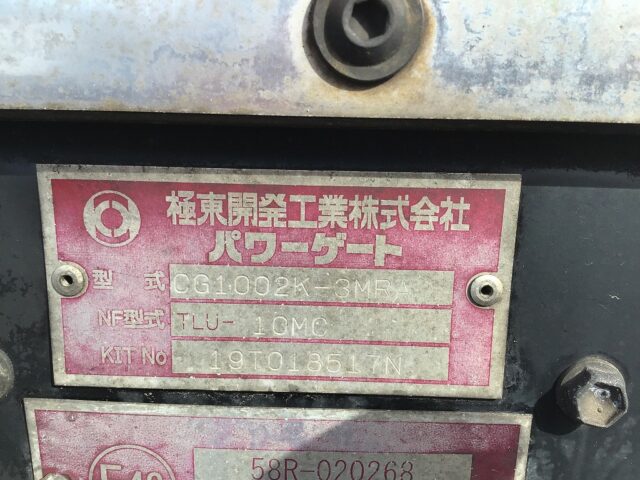 極東開発工業株式会社
パワーゲート
型式 CG1002K-3MRA
NF型式 TLU- 10MC
KIT No 19T018517N
58R-020268